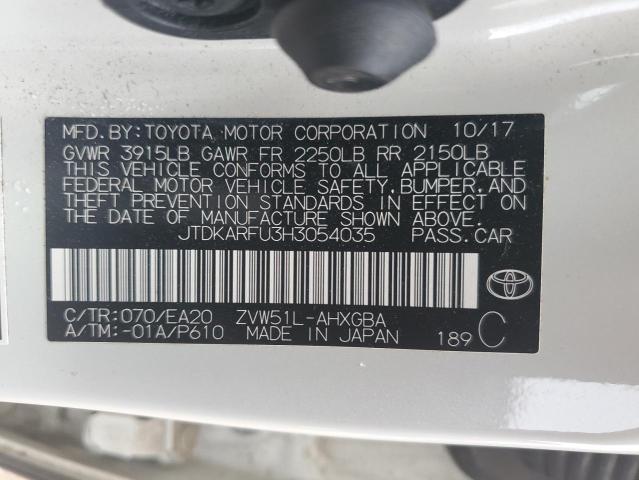 MFD.BY:TOYOTA MOTOR CORPORATION 10/17
GVWR 3915LB GAWR FR 2250LB RR 2150LB
THIS VEHICLE CONFORMS TO ALL APPLICABLE
FEDERAL MOTOR VEHICLE SAFETY,BUMPER,AND
THEFT PREVENTION STANDARDS IN EFFECT ON
THE DATE OF MANUFACTURE SHOWN ABOVE.
JTDKARFU3H3054035 PASS.CAR
C/TR:070/EA20 ZVW51L-AHXGBA
A/TM:-01A/P610 MADE IN JAPAN 189 C